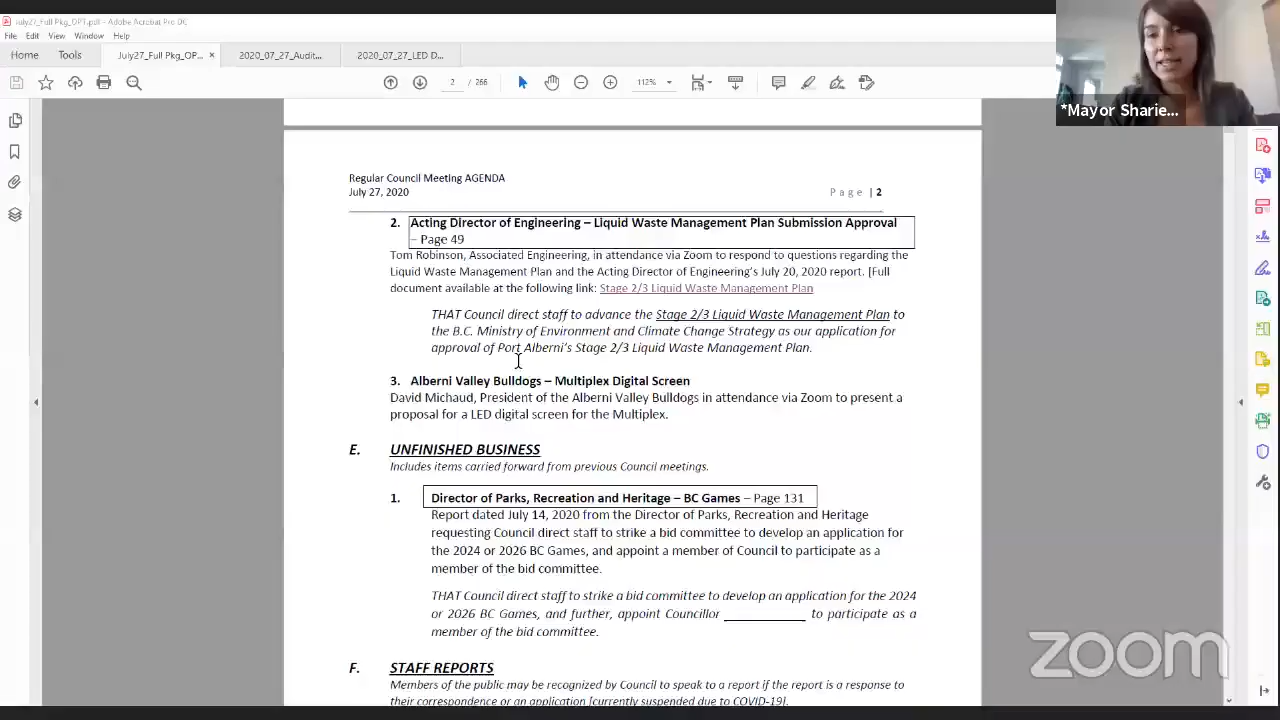 July27_Full Pkg_OPT.pdf - Adobe Acrobat Pro DC
File Edit View Window Help
Home Tools July27_Full Pkg_OP... × 2020_07_27_Audit... 2020_07_27_LED D...
2 / 266 112%
*Mayor Sharie...
Regular Council Meeting AGENDA
July 27, 2020 Page | 2
2. Acting Director of Engineering – Liquid Waste Management Plan Submission Approval
– Page 49
Tom Robinson, Associated Engineering, in attendance via Zoom to respond to questions regarding the
Liquid Waste Management Plan and the Acting Director of Engineering's July 20, 2020 report. [Full
document available at the following link: Stage 2/3 Liquid Waste Management Plan
THAT Council direct staff to advance the Stage 2/3 Liquid Waste Management Plan to
the B.C. Ministry of Environment and Climate Change Strategy as our application for
approval of Port Alberni's Stage 2/3 Liquid Waste Management Plan.
3. Alberni Valley Bulldogs – Multiplex Digital Screen
David Michaud, President of the Alberni Valley Bulldogs in attendance via Zoom to present a
proposal for a LED digital screen for the Multiplex.
E. UNFINISHED BUSINESS
Includes items carried forward from previous Council meetings.
1. Director of Parks, Recreation and Heritage – BC Games – Page 131
Report dated July 14, 2020 from the Director of Parks, Recreation and Heritage
requesting Council direct staff to strike a bid committee to develop an application for
the 2024 or 2026 BC Games, and appoint a member of Council to participate as a
member of the bid committee.
THAT Council direct staff to strike a bid committee to develop an application for the 2024
or 2026 BC Games, and further, appoint Councillor ____________ to participate as a
member of the bid committee.
F. STAFF REPORTS
Members of the public may be recognized by Council to speak to a report if the report is a response to
their correspondence or an application [currently suspended due to COVID-19].
zoom